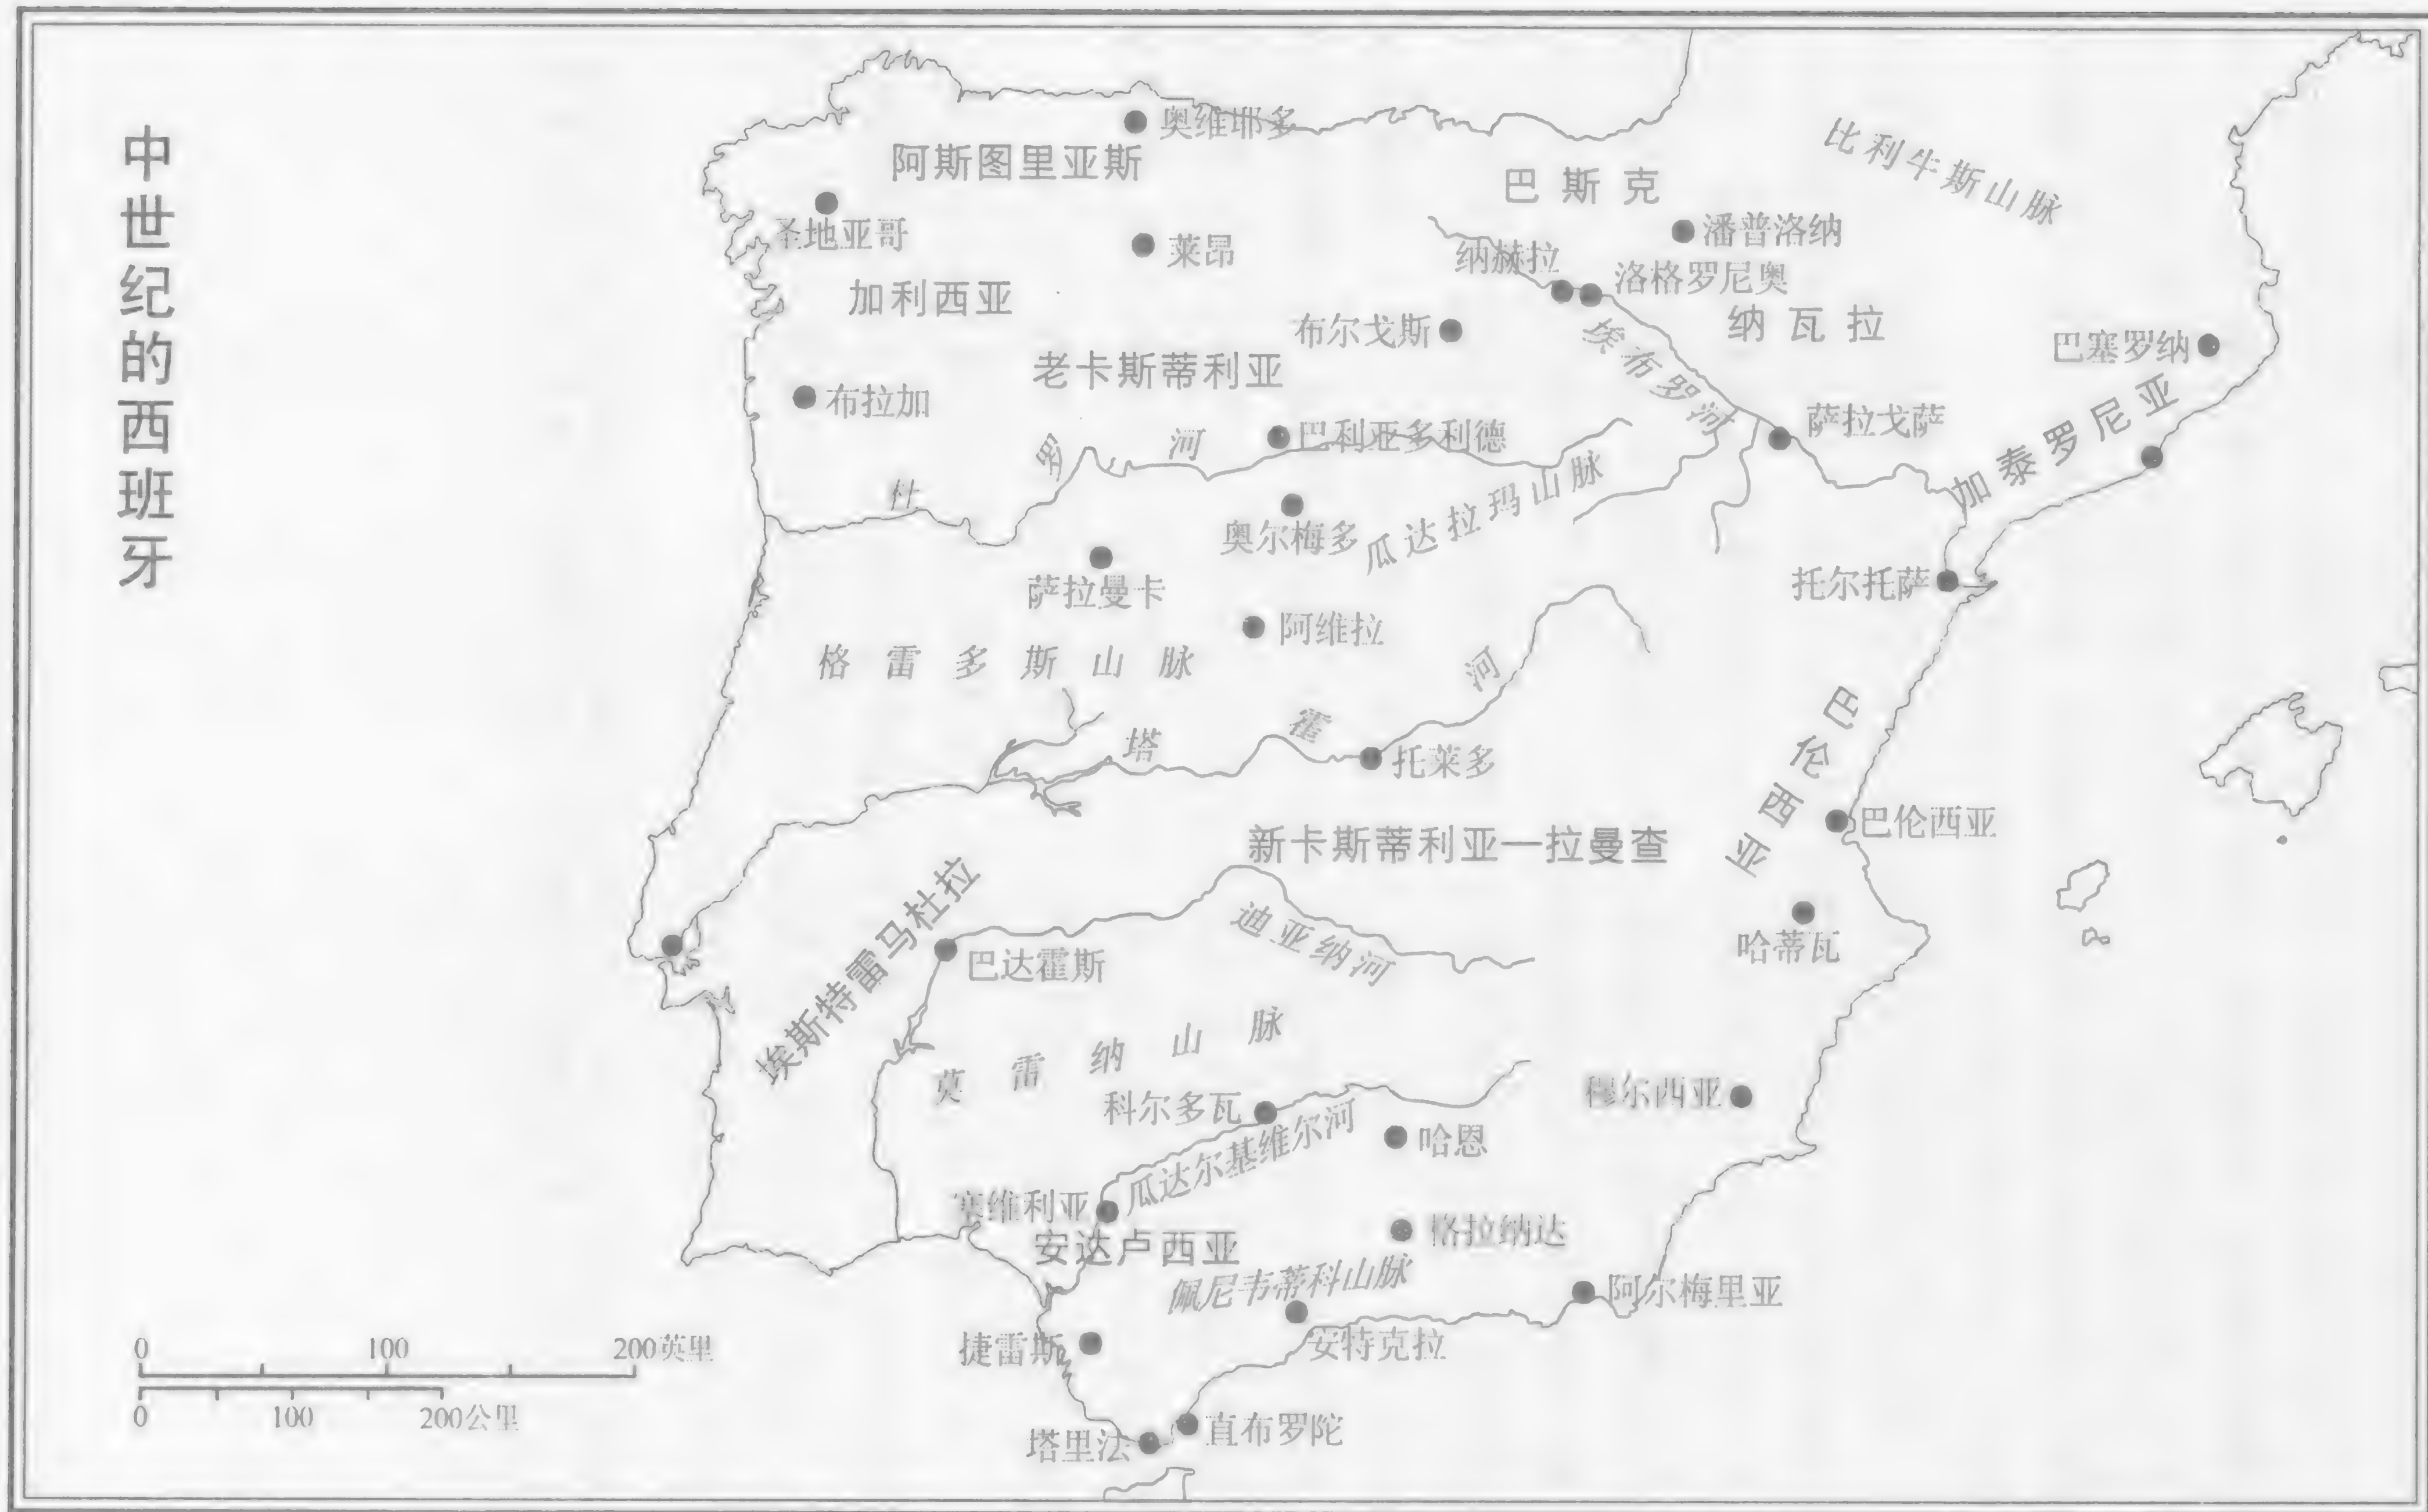 中世纪的西班牙
奥维耶多
阿斯图里亚斯
比利牛斯山脉
巴斯克
圣地亚哥
莱昂
潘普洛纳
纳赫拉
洛格罗尼奥
加利西亚
布尔戈斯
纳瓦拉
埃布罗河
巴塞罗纳
老卡斯蒂利亚
布拉加
巴利亚多利德
萨拉戈萨
加泰罗尼亚
杜罗河
奥尔梅多
瓜达拉玛山脉
萨拉曼卡
托尔托萨
阿维拉
格雷多斯山脉
塔霍河
托莱多
巴伦西亚
巴伦西亚
新卡斯蒂利亚—拉曼查
埃斯特雷马杜拉
迪亚纳河
哈蒂瓦
巴达霍斯
莫雷纳山脉
科尔多瓦
穆尔西亚
瓜达尔基维尔河
哈恩
塞维利亚
安达卢西亚
格拉纳达
佩尼韦蒂科山脉
阿尔梅里亚
捷雷斯
安特克拉
直布罗陀
塔里法
0 100 200英里
0 100 200公里